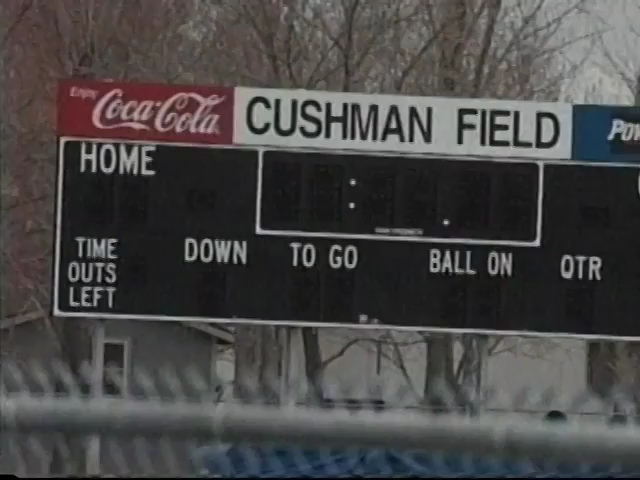 Enjoy Coca-Cola CUSHMAN FIELD
HOME
TIME OUTS LEFT
DOWN
TO GO
BALL ON
QTR